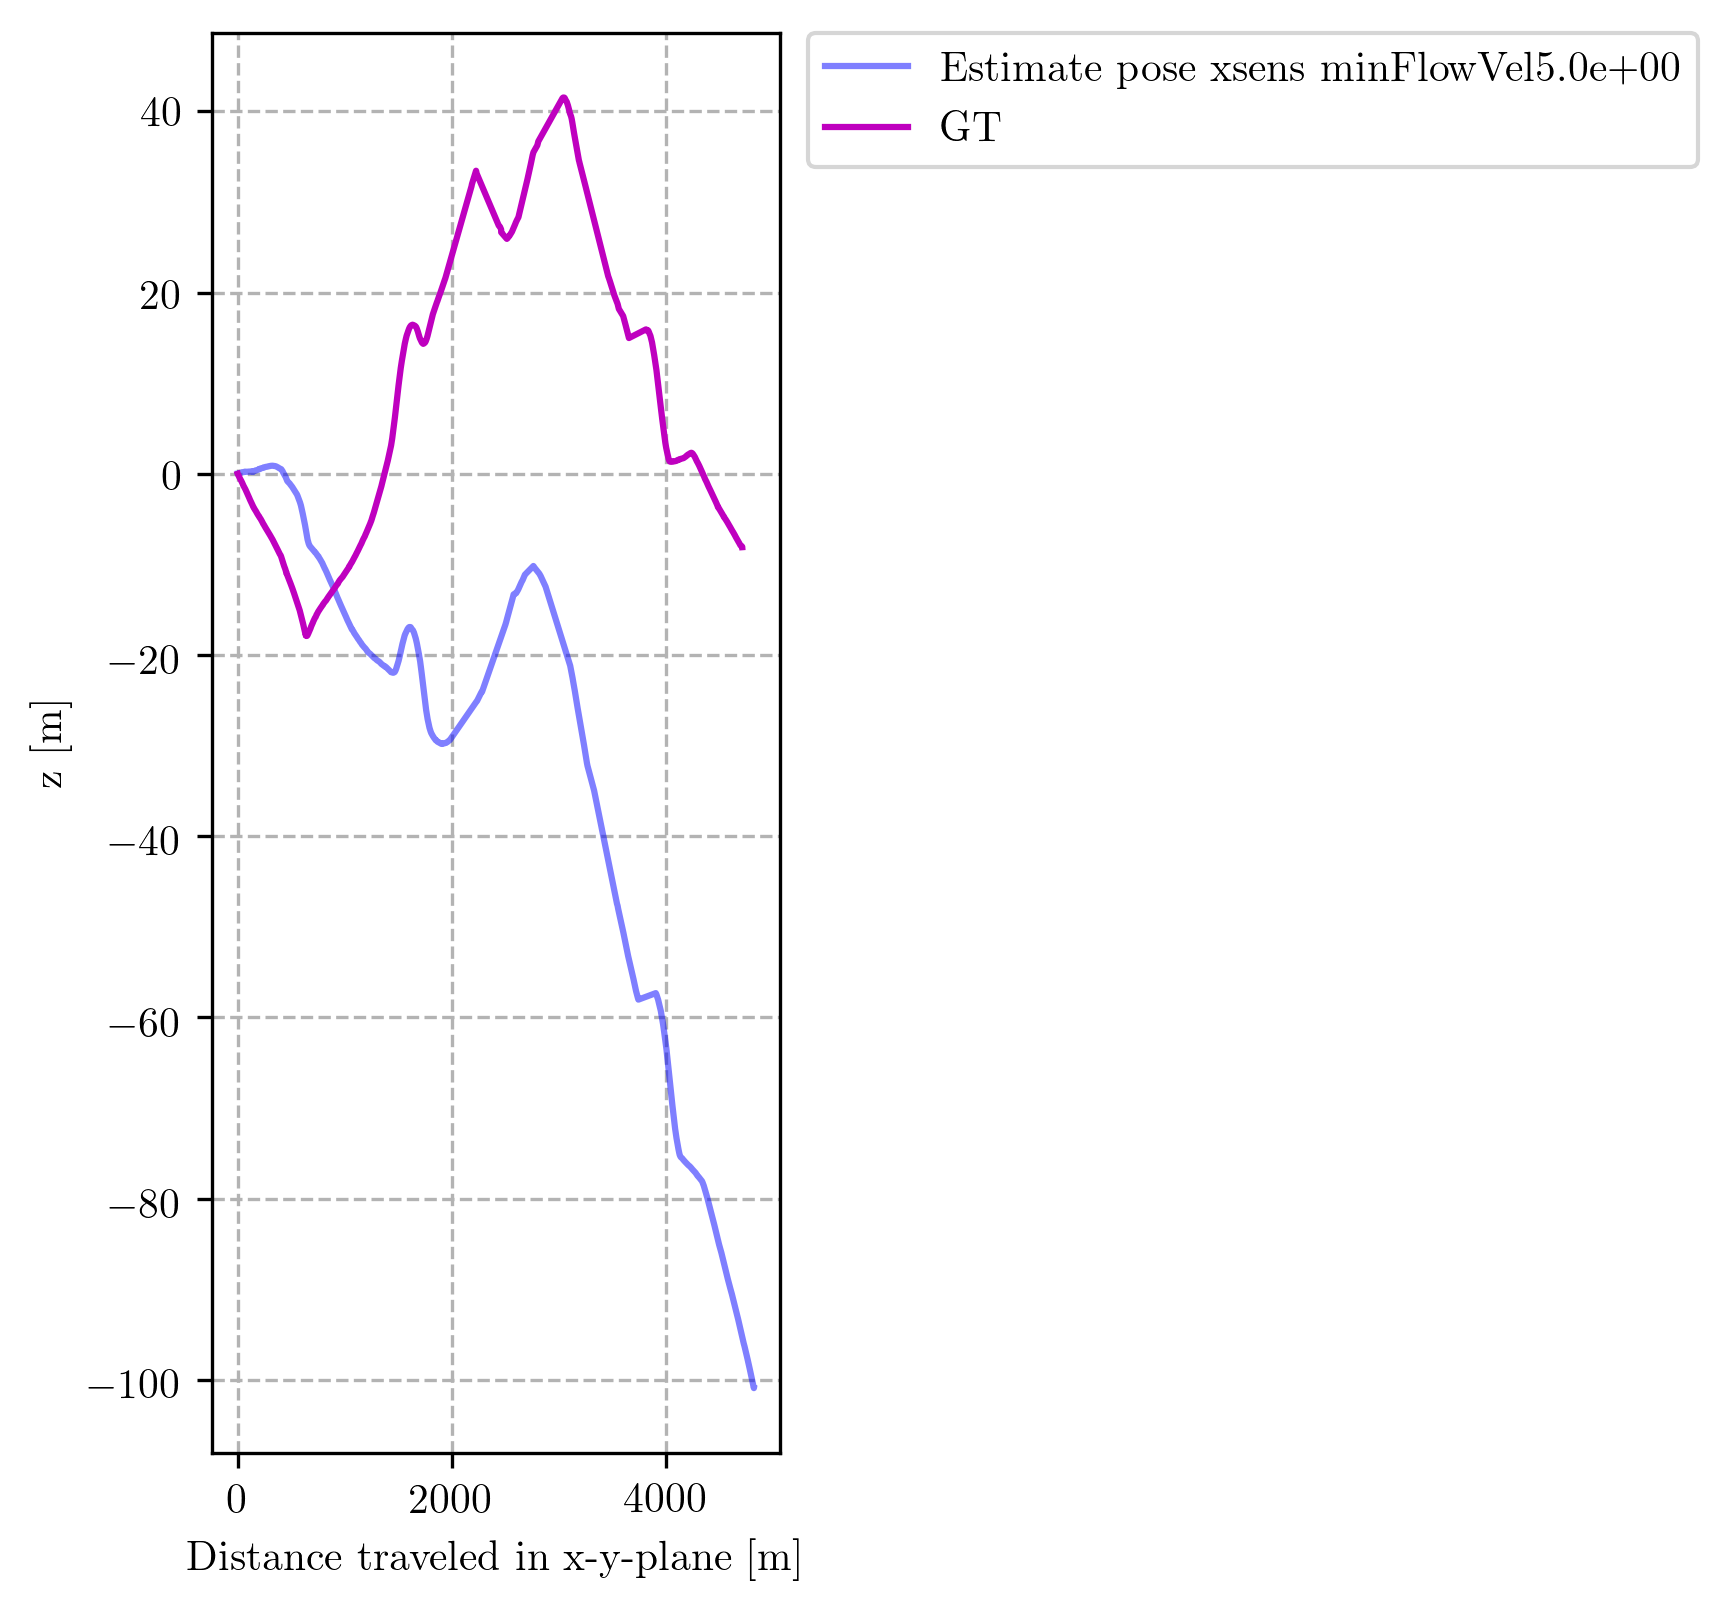 Estimate pose xsens minFlowVel5.0e+00
GT
40
20
0
−20
−40
−60
−80
−100
z [m]
0 2000 4000
Distance traveled in x-y-plane [m]